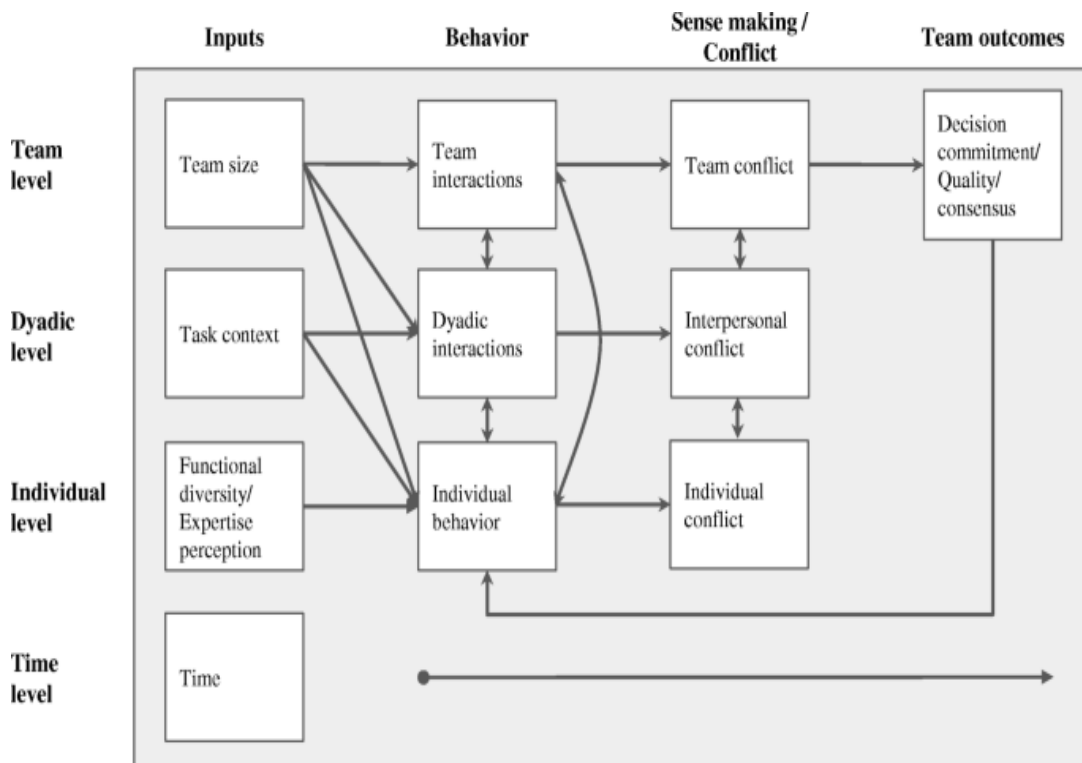 Inputs
Behavior
Sense making /
Conflict
Team outcomes
Team
level
Team size
Team
interactions
Team conflict
Decision
commitment/
Quality/
consensus
Dyadic
level
Task context
Dyadic
interactions
Interpersonal
conflict
Individual
level
Functional
diversity/
Expertise
perception
Individual
behavior
Individual
conflict
Time
level
Time